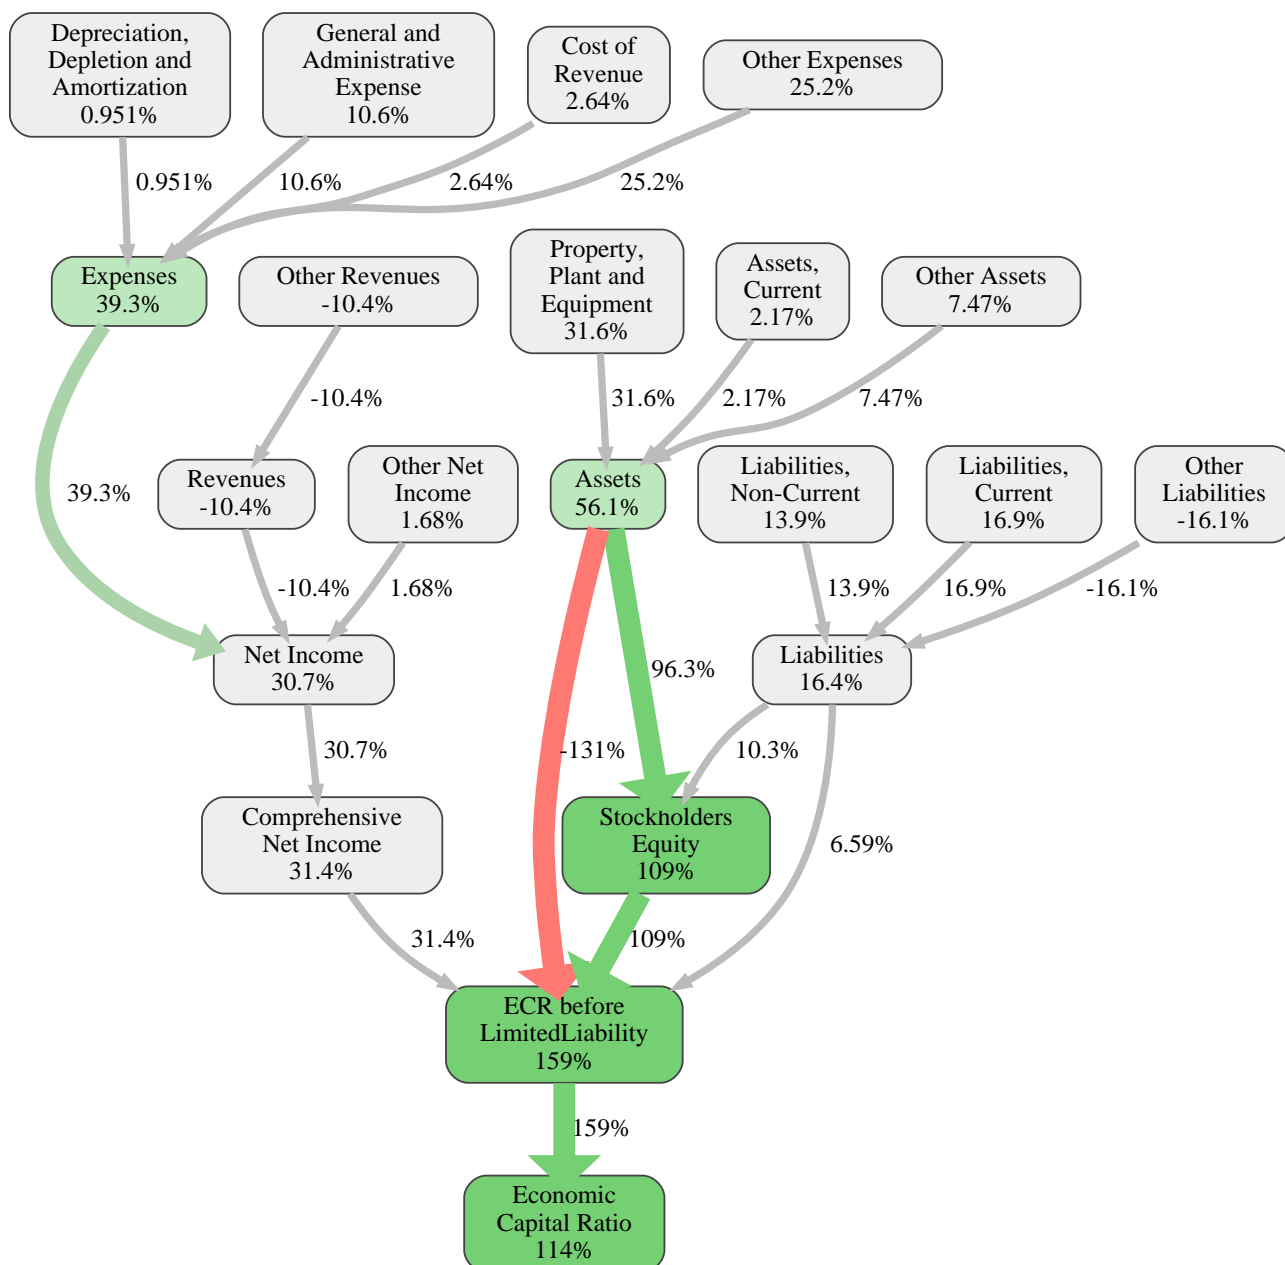 Depreciation,
Depletion and
Amortization
0.951%
General and
Administrative
Expense
10.6%
Cost of
Revenue
2.64%
Other Expenses
25.2%
0.951%
10.6%
2.64%
25.2%
Expenses
39.3%
Other Revenues
-10.4%
Property,
Plant and
Equipment
31.6%
Assets,
Current
2.17%
Other Assets
7.47%
-10.4%
31.6%
2.17%
7.47%
39.3%
Revenues
-10.4%
Other Net
Income
1.68%
Assets
56.1%
Liabilities,
Non-Current
13.9%
Liabilities,
Current
16.9%
Other
Liabilities
-16.1%
-10.4%
1.68%
13.9%
16.9%
-16.1%
Net Income
30.7%
96.3%
Liabilities
16.4%
30.7%
-131%
10.3%
Comprehensive
Net Income
31.4%
Stockholders
Equity
109%
6.59%
31.4%
109%
ECR before
LimitedLiability
159%
159%
Economic
Capital Ratio
114%